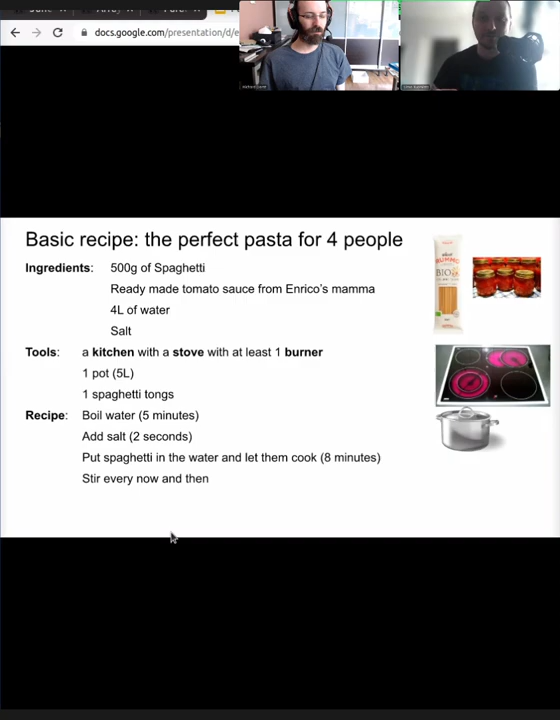 docs.google.com/presentation/d/e
Basic recipe: the perfect pasta for 4 people
Ingredients: 500g of Spaghetti
Ready made tomato sauce from Enrico's mamma
4L of water
Salt
Tools: a kitchen with a stove with at least 1 burner
1 pot (5L)
1 spaghetti tongs
Recipe: Boil water (5 minutes)
Add salt (2 seconds)
Put spaghetti in the water and let them cook (8 minutes)
Stir every now and then
RUMMO
BIO